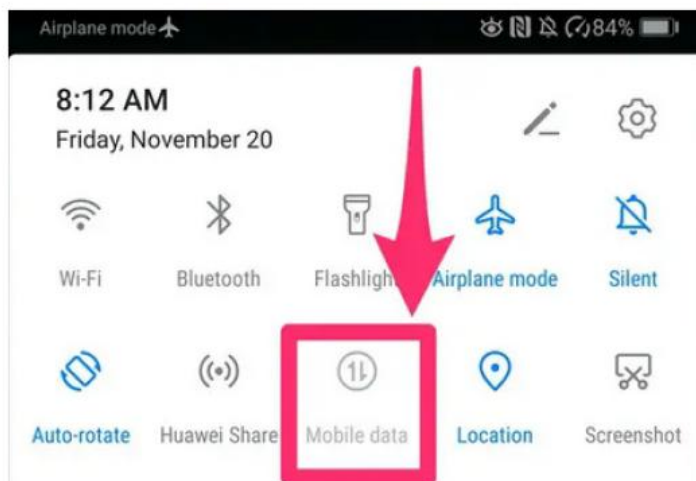 Airplane mode 84%
8:12 AM
Friday, November 20
Wi-Fi Bluetooth Flashlight Airplane mode Silent
Auto-rotate Huawei Share Mobile data Location Screenshot